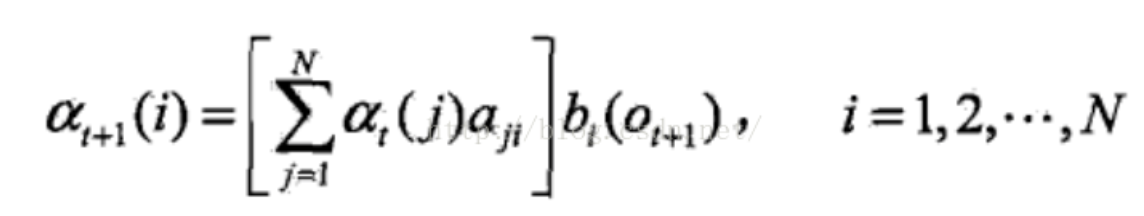 α_{t+1}(i) = [ ∑_{j=1}^{N} α_t(j)a_{ji} ] b_i(o_{t+1}), i = 1,2,⋯,N